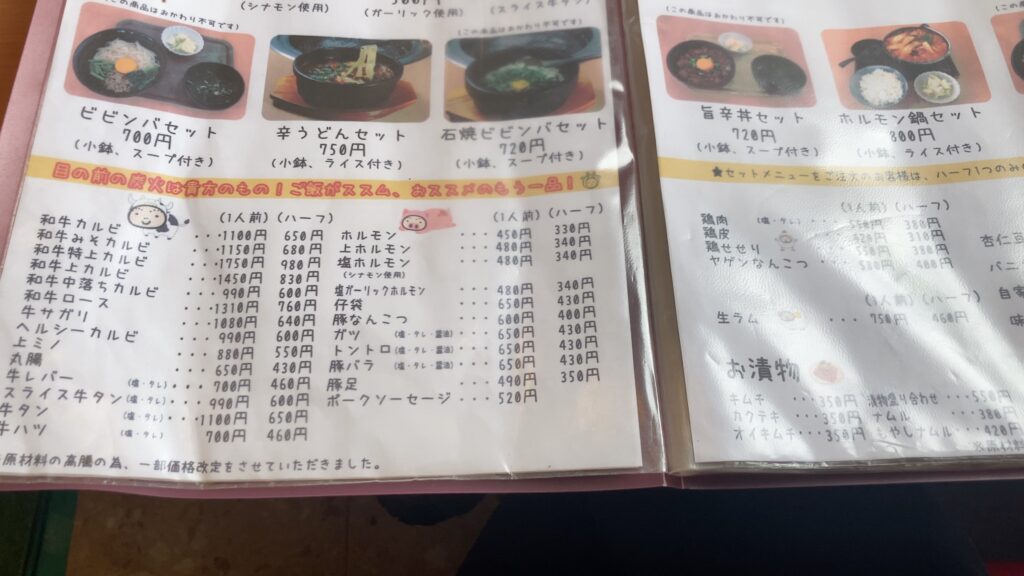 (この商品はおかわり不可です)
(シナモン使用)
(ガーリック使用)
(スライス牛タン)
ビビンバセット
700円
(小鉢、スープ付き)
辛うどんセット
750円
(小鉢、ライス付き)
石焼ビビンバセット
720円
(小鉢、スープ付き)
目の前の炭火は貴方のもの!ご飯がススム、おススメのもう一品!
(1人前) (ハーフ)
和牛カルビ ・・・1100円 650円
和牛みそカルビ ・・・1150円 680円
和牛特上カルビ ・・・1750円 980円
和牛上カルビ ・・・1450円 830円
和牛中落ちカルビ ・・・990円 600円
和牛ロース ・・・1310円 760円
牛サガリ ・・・1080円 640円
ヘルシーカルビ ・・・990円 600円
上ミノ ・・・880円 550円
丸腸 ・・・650円 430円
牛レバー (塩・タレ)・・・700円 460円
スライス牛タン(塩・タレ)・・・990円 600円
牛タン (塩・タレ)・・・1100円 650円
牛ハツ (塩・タレ) 700円 460円
(1人前) (ハーフ)
ホルモン ・・・450円 330円
上ホルモン ・・・480円 340円
塩ホルモン ・・・480円 340円
(シナモン使用)
塩ガーリックホルモン ・・・480円 340円
仔袋 ・・・650円 430円
豚なんこつ ・・・600円 400円
ガツ (塩・タレ・醤油) ・・・650円 430円
トントロ(塩・タレ・醤油) ・・・650円 430円
豚バラ (塩・タレ・醤油) ・・・650円 430円
豚足 ・・・490円 350円
ポークソーセージ ・・・520円
原材料の高騰の為、一部価格改定をさせていただきました。
(この商品はおかわり不可です)
旨辛丼セット
720円
(小鉢、スープ付き)
ホルモン鍋セット
800円
(小鉢、ライス付き)
★セットメニューをご注文のお客様は、ハーフ1つのみ
(1人前) (ハーフ)
鶏肉 380円
鶏皮 310円
鶏せせり 380円
ヤゲンなんこつ 400円
(1人前) (ハーフ)
生ラム 750円 460円
お漬物
キムチ ・・・350円
カクテキ ・・・350円
オイキムチ・・・350円
漬物盛り合わせ ・・・550円
ナムル ・・・380円
もやしナムル・・・420円
※原材料
杏仁豆
バニ
自家
味